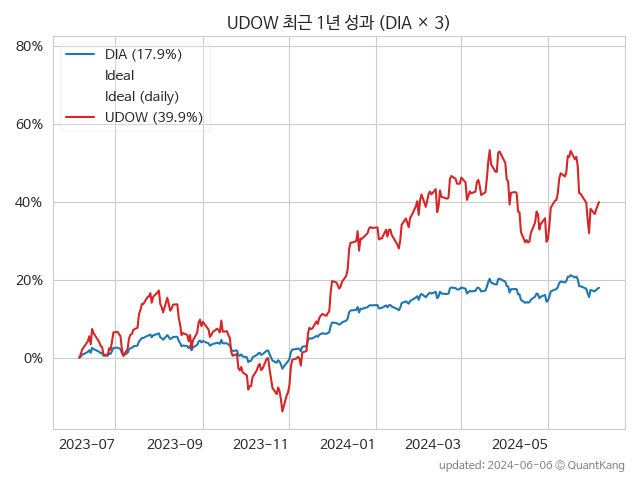 UDOW 최근 1년 성과 (DIA × 3)
80%
60%
40%
20%
0%
DIA (17.9%)
Ideal
Ideal (daily)
UDOW (39.9%)
2023-07
2023-09
2023-11
2024-01
2024-03
2024-05
updated: 2024-06-06 © QuantKang